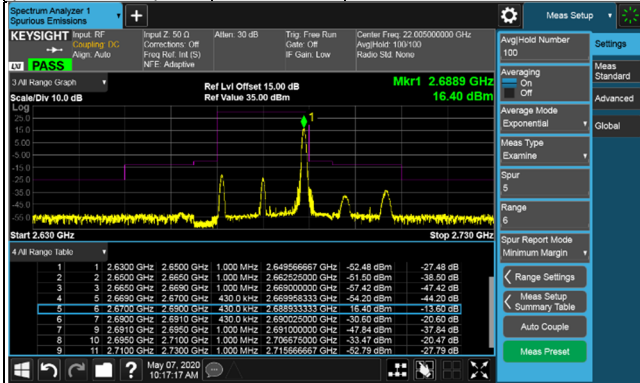 Spectrum Analyzer 1
Spurious Emissions
Meas Setup
KEYSIGHT Input: RF Input Z: 50 Ω Atten: 30 dB Trig: Free Run Center Freq: 22.005000000 GHz
Coupling: DC Corrections: Off Gate: Off Avg|Hold: 100/100
Align: Auto Freq Ref: Int (S) IF Gain: Low Radio Std: None
NFE: Adaptive
LXI PASS
3 All Range Graph
Ref Lvl Offset 15.00 dB Mkr1 2.6889 GHz
Scale/Div 10.0 dB Ref Value 35.00 dBm 16.40 dBm
Log
25.0
15.0
5.00
-5.00
-15.0
-25.0
-35.0
-45.0
-55.0
1
Start 2.630 GHz Stop 2.730 GHz
4 All Range Table
1 1 2.6300 GHz 2.6500 GHz 1.000 MHz 2.649566667 GHz -52.48 dBm -27.48 dB
2 2 2.6500 GHz 2.6650 GHz 1.000 MHz 2.662525000 GHz -51.50 dBm -38.50 dB
3 3 2.6650 GHz 2.6690 GHz 1.000 MHz 2.669000000 GHz -57.42 dBm -47.42 dB
4 5 2.6690 GHz 2.6700 GHz 430.0 kHz 2.669958333 GHz -54.20 dBm -44.20 dB
5 6 2.6700 GHz 2.6900 GHz 430.0 kHz 2.688933333 GHz 16.40 dBm -13.60 dB
6 7 2.6900 GHz 2.6910 GHz 430.0 kHz 2.690025000 GHz -30.60 dBm -20.60 dB
7 9 2.6910 GHz 2.6950 GHz 1.000 MHz 2.691000000 GHz -47.84 dBm -37.84 dB
8 10 2.6950 GHz 2.7100 GHz 1.000 MHz 2.706675000 GHz -33.47 dBm -20.47 dB
9 11 2.7100 GHz 2.7300 GHz 1.000 MHz 2.715666667 GHz -52.79 dBm -27.79 dB
May 07, 2020
10:17:17 AM
Avg|Hold Number
100
Averaging
On
Off
Average Mode
Exponential
Meas Type
Examine
Spur
5
Range
6
Spur Report Mode
Minimum Margin
Range Settings
Meas Setup
Summary Table
Auto Couple
Meas Preset
Settings
Meas
Standard
Advanced
Global